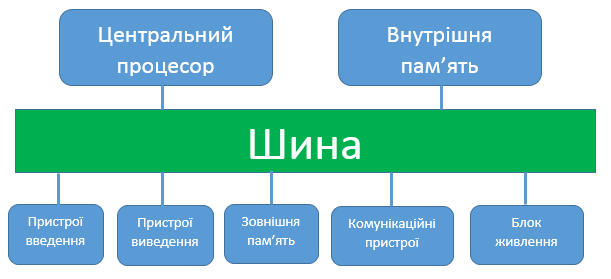 Центральний
процесор
Внутрішня
пам’ять
Шина
Пристрої
введення
Пристрої
виведення
Зовнішня
пам’ять
Комунікаційні
пристрої
Блок
живлення